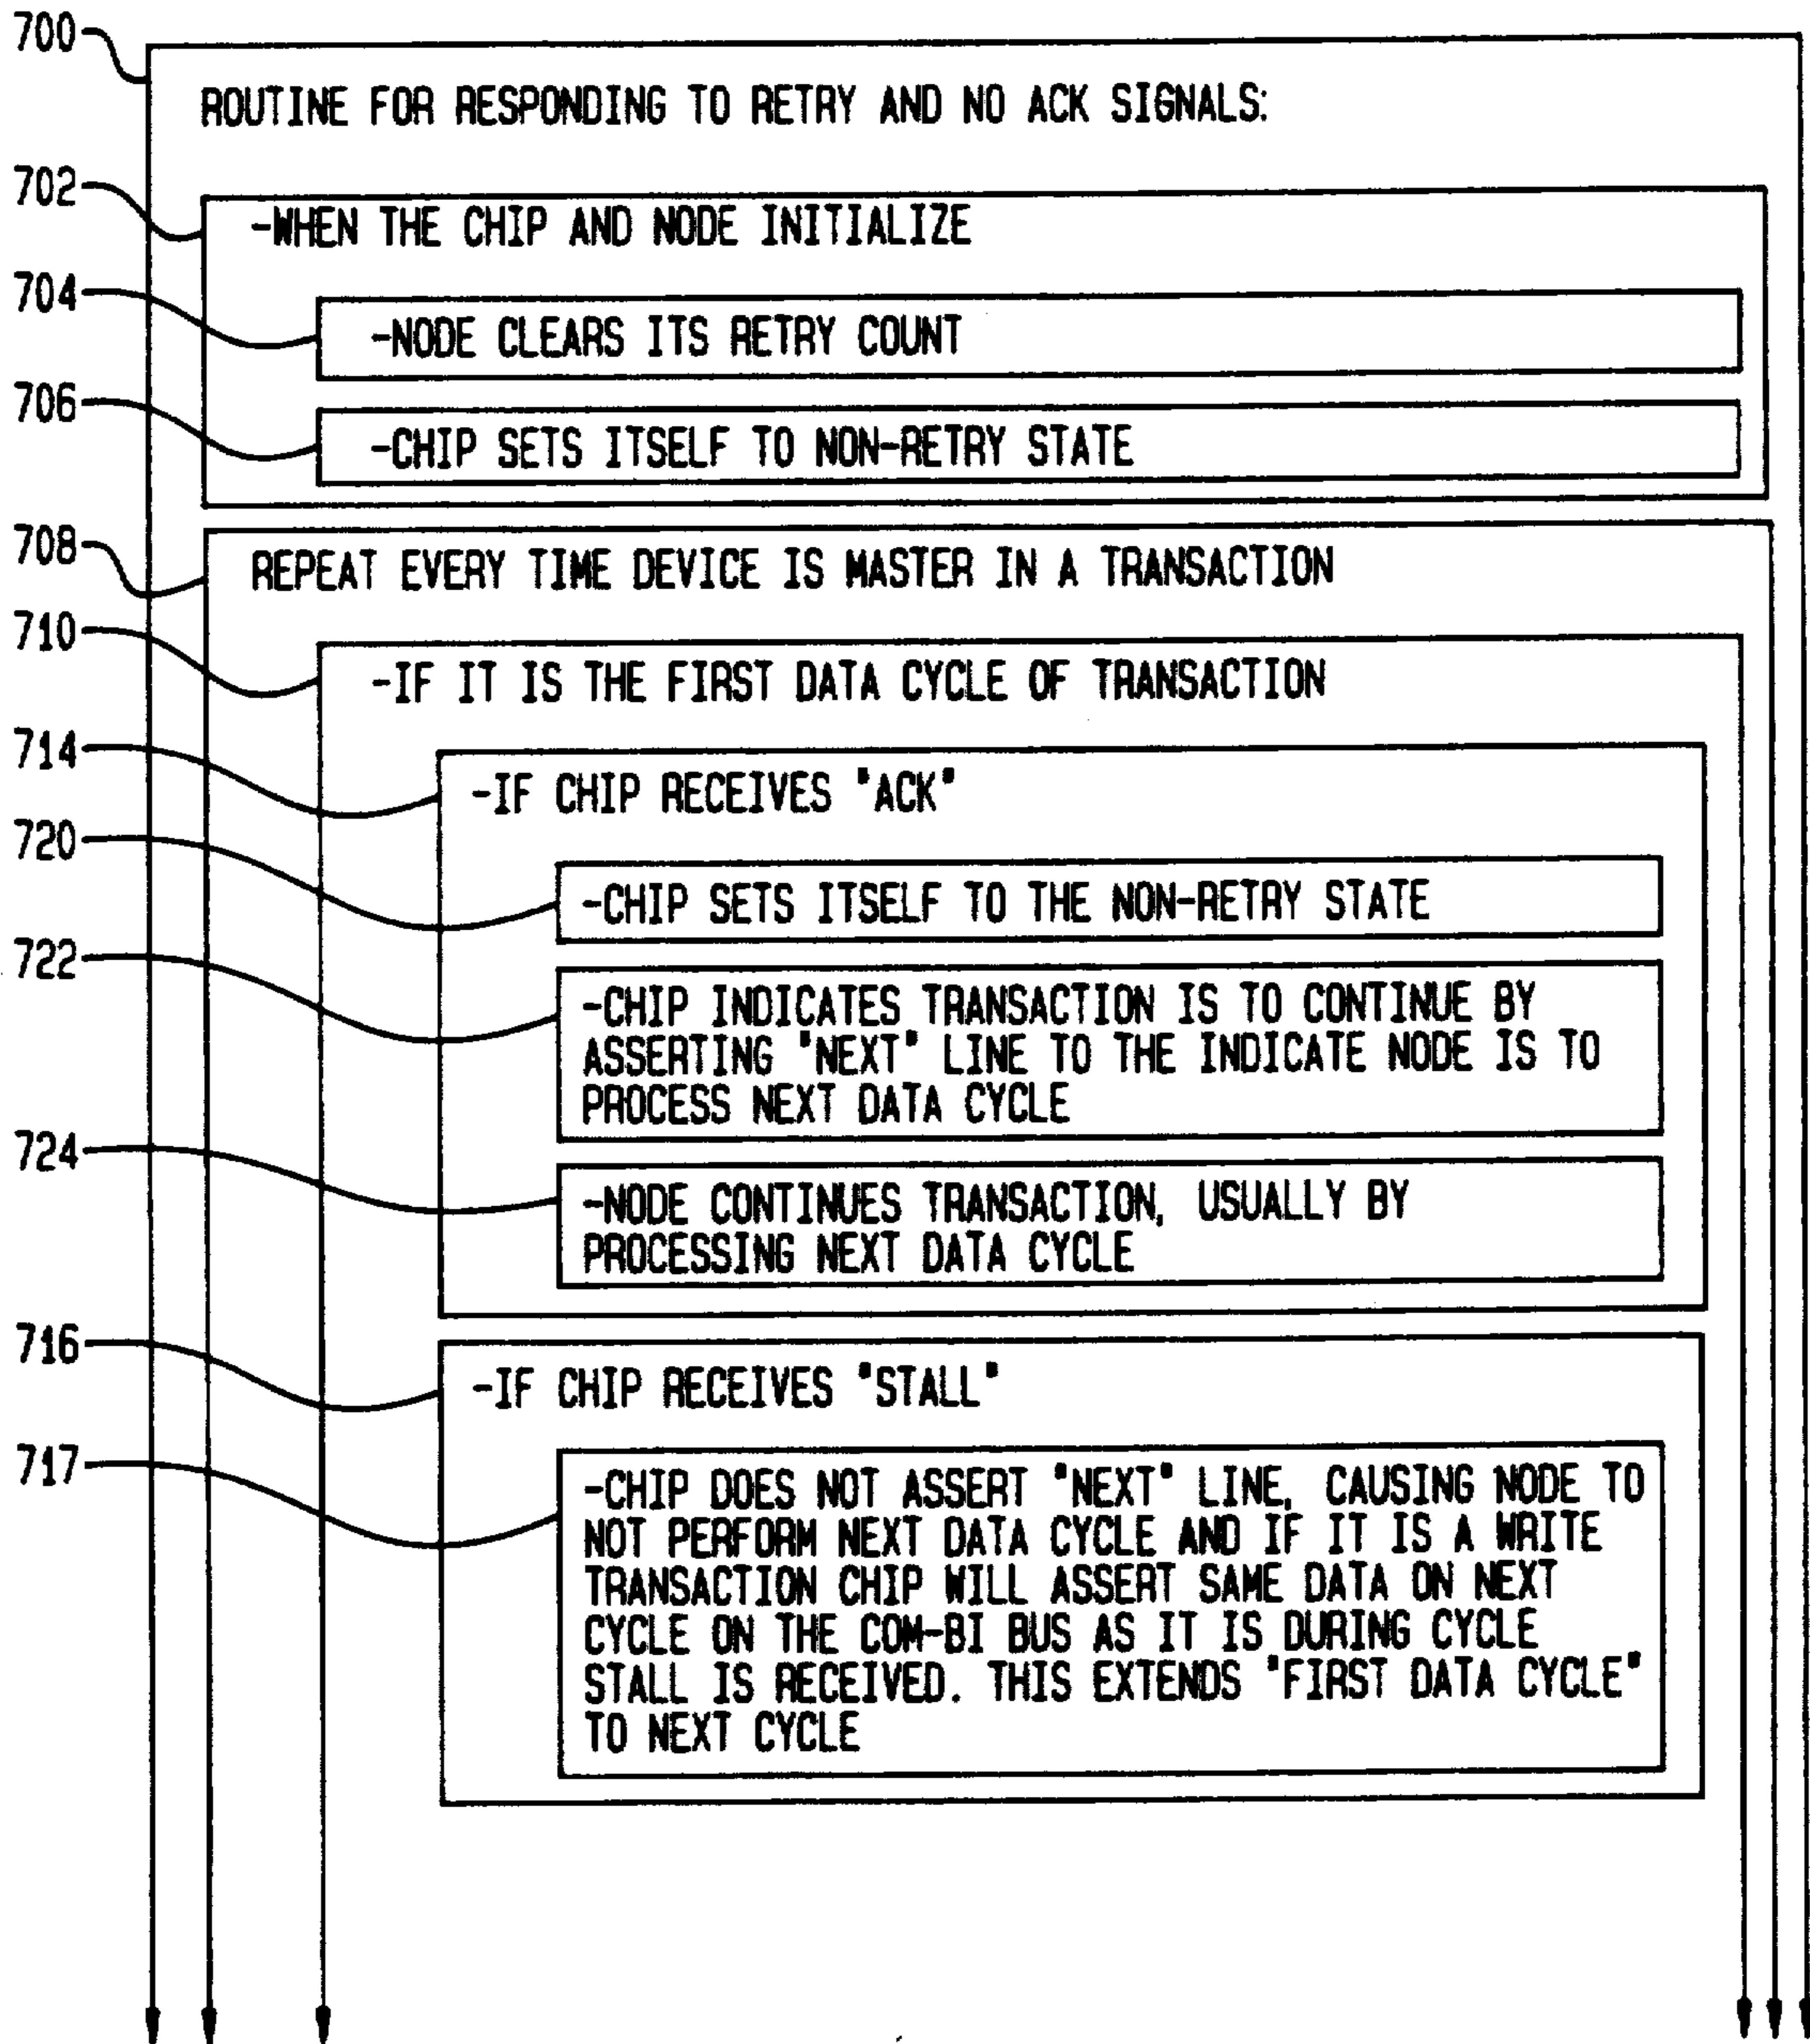 700
ROUTINE FOR RESPONDING TO RETRY AND NO ACK SIGNALS:
702
-WHEN THE CHIP AND NODE INITIALIZE
704
-NODE CLEARS ITS RETRY COUNT
706
-CHIP SETS ITSELF TO NON-RETRY STATE
708
REPEAT EVERY TIME DEVICE IS MASTER IN A TRANSACTION
710
-IF IT IS THE FIRST DATA CYCLE OF TRANSACTION
714
-IF CHIP RECEIVES "ACK"
720
-CHIP SETS ITSELF TO THE NON-RETRY STATE
722
-CHIP INDICATES TRANSACTION IS TO CONTINUE BY
ASSERTING "NEXT" LINE TO THE INDICATE NODE IS TO
PROCESS NEXT DATA CYCLE
724
-NODE CONTINUES TRANSACTION, USUALLY BY
PROCESSING NEXT DATA CYCLE
716
-IF CHIP RECEIVES "STALL"
717
-CHIP DOES NOT ASSERT "NEXT" LINE, CAUSING NODE TO
NOT PERFORM NEXT DATA CYCLE AND IF IT IS A WRITE
TRANSACTION CHIP WILL ASSERT SAME DATA ON NEXT
CYCLE ON THE COM-BI BUS AS IT IS DURING CYCLE
STALL IS RECEIVED. THIS EXTENDS "FIRST DATA CYCLE"
TO NEXT CYCLE